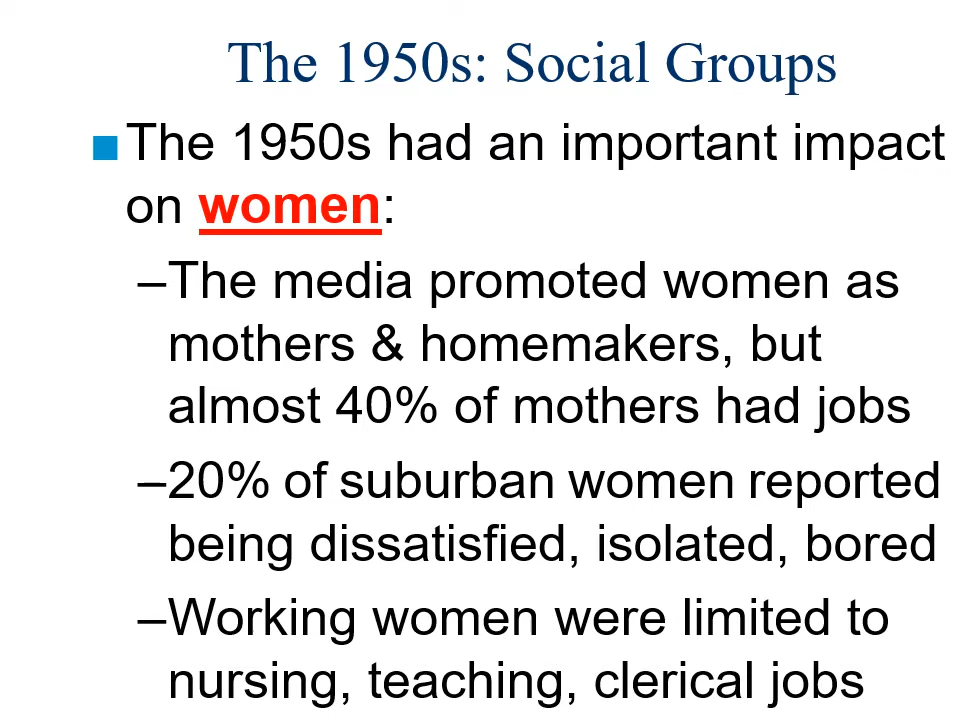 The 1950s: Social Groups
■The 1950s had an important impact
on women:
–The media promoted women as
mothers & homemakers, but
almost 40% of mothers had jobs
–20% of suburban women reported
being dissatisfied, isolated, bored
–Working women were limited to
nursing, teaching, clerical jobs